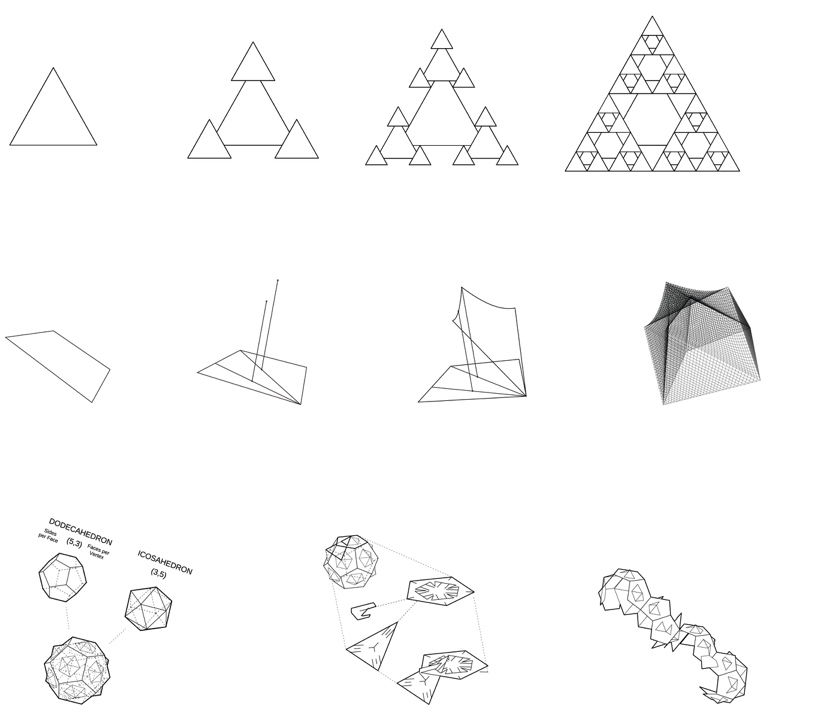 DODECAHEDRON
Sides
per Face
(5,3)
Faces per
Vertex
ICOSAHEDRON
(3,5)